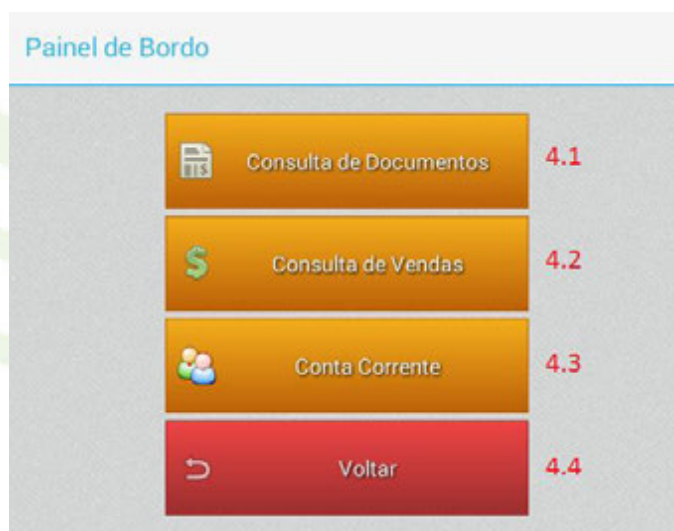 Painel de Bordo
Consulta de Documentos 4.1
Consulta de Vendas 4.2
Conta Corrente 4.3
Voltar 4.4